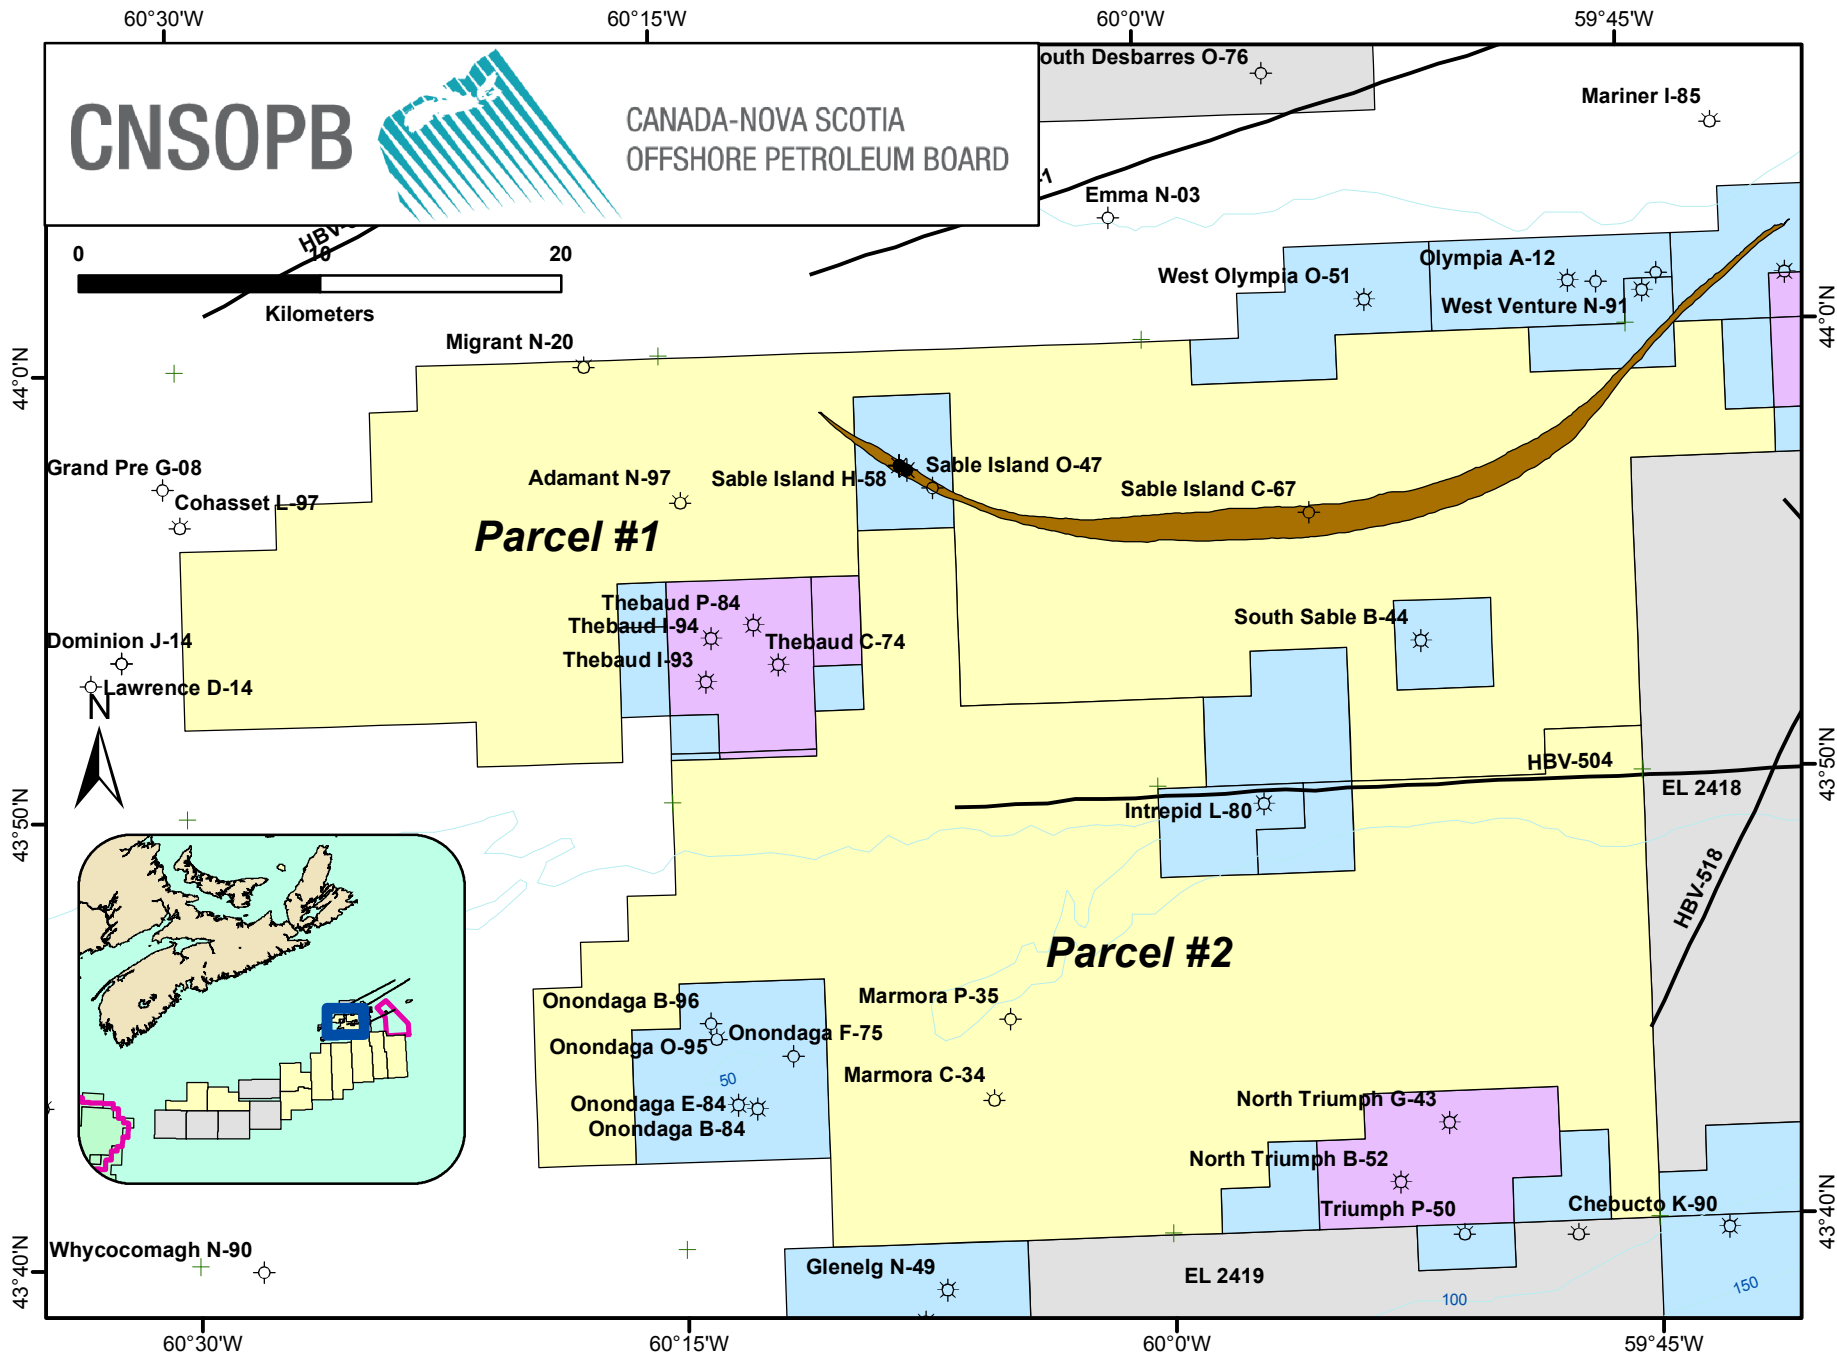 60°30'W
60°15'W
60°0'W
59°45'W
CNSOPB
CANADA-NOVA SCOTIA
OFFSHORE PETROLEUM BOARD
outh Desbarres O-76
Mariner I-85
Emma N-03
HBV-
0
10
20
Kilometers
West Olympia O-51
Olympia A-12
West Venture N-91
44°0'N
44°0'N
Migrant N-20
Grand Pre G-08
Cohasset L-97
Adamant N-97
Sable Island H-58
Sable Island O-47
Sable Island C-67
Parcel #1
Thebaud P-84
Thebaud I-94
Thebaud C-74
Thebaud I-93
South Sable B-44
Dominion J-14
Lawrence D-14
N
HBV-504
EL 2418
43°50'N
43°50'N
Intrepid L-80
HBV-518
Parcel #2
Onondaga B-96
Onondaga F-75
Onondaga O-95
50
Onondaga E-84
Onondaga B-84
Marmora P-35
Marmora C-34
North Triumph G-43
North Triumph B-52
Triumph P-50
Chebucto K-90
43°40'N
43°40'N
Whycocomagh N-90
Glenelg N-49
EL 2419
100
150
60°30'W
60°15'W
60°0'W
59°45'W